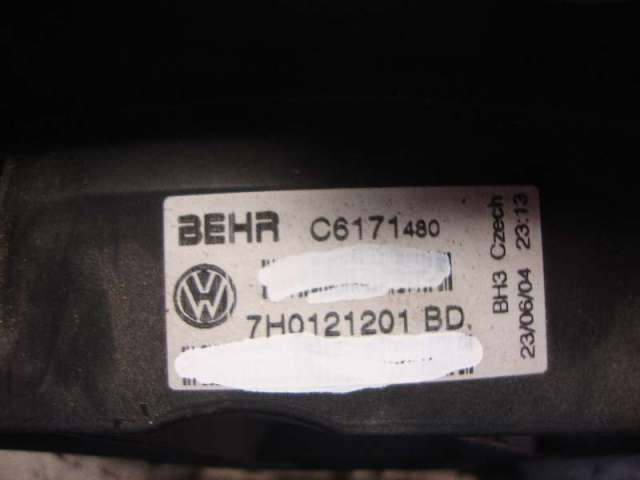 BEHR C6171480
7H0121201 BD
BH3 Czech
23/06/04 23:13